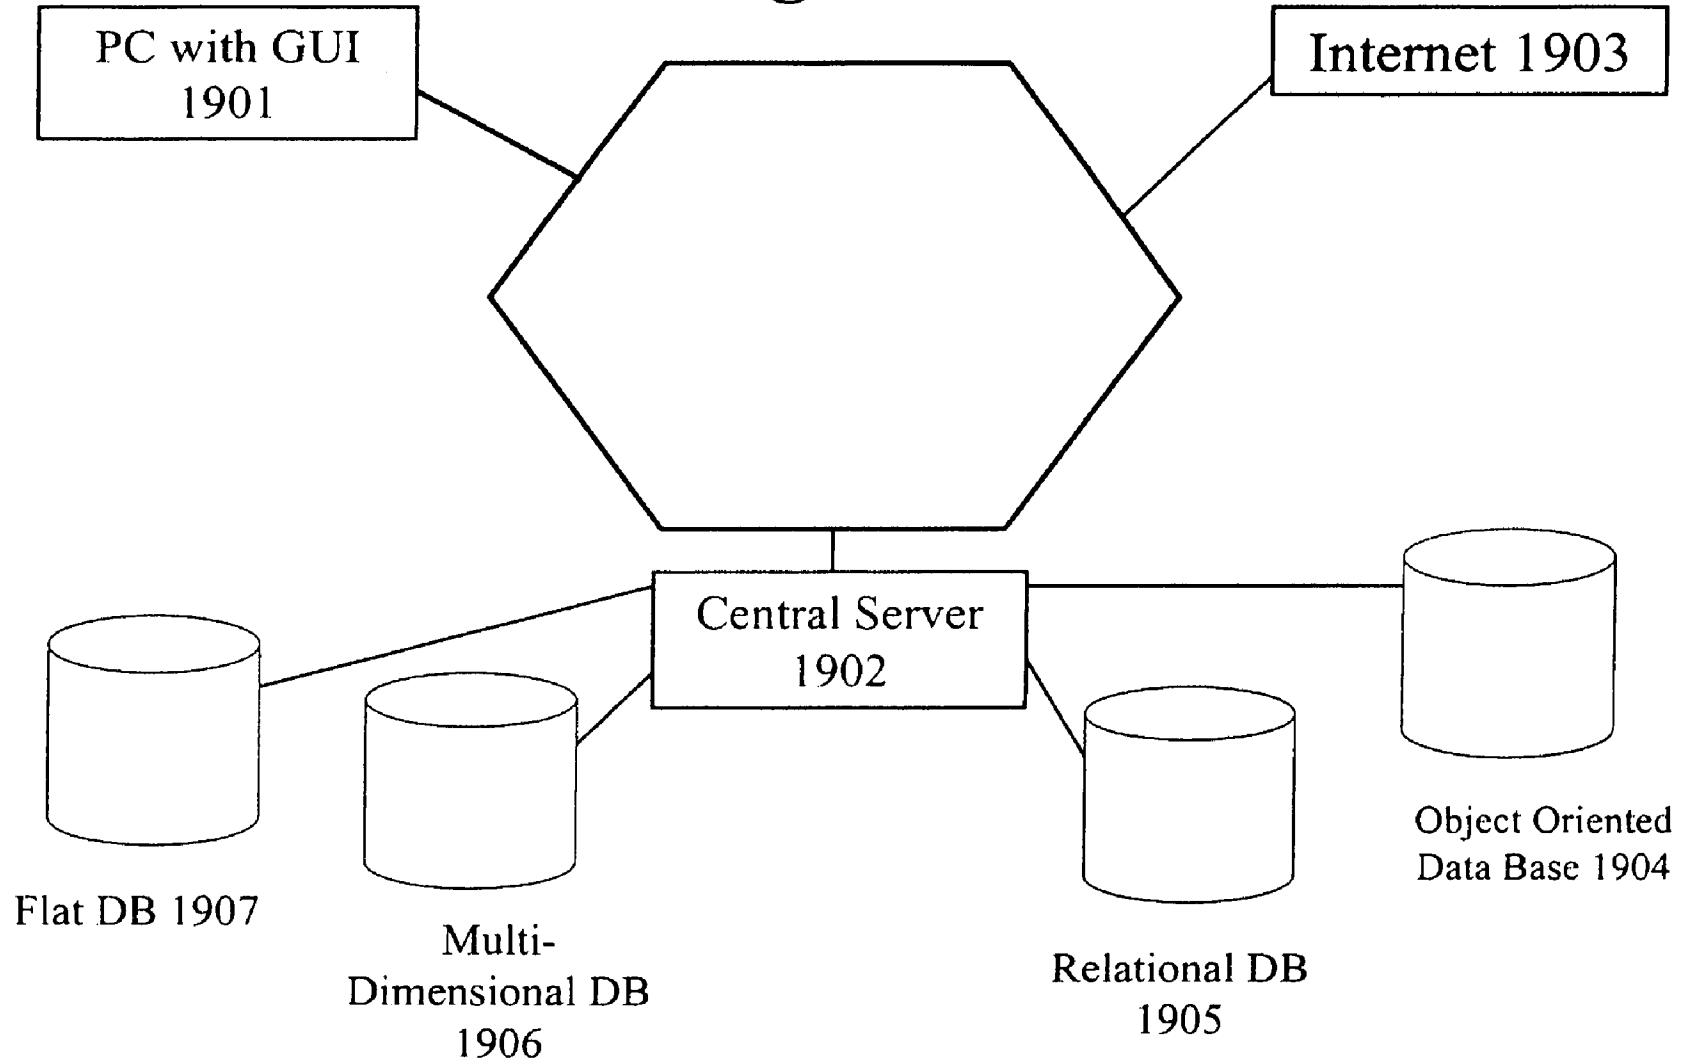 PC with GUI
1901
Internet 1903
Central Server
1902
Object Oriented
Data Base 1904
Flat DB 1907
Multi-
Dimensional DB
1906
Relational DB
1905